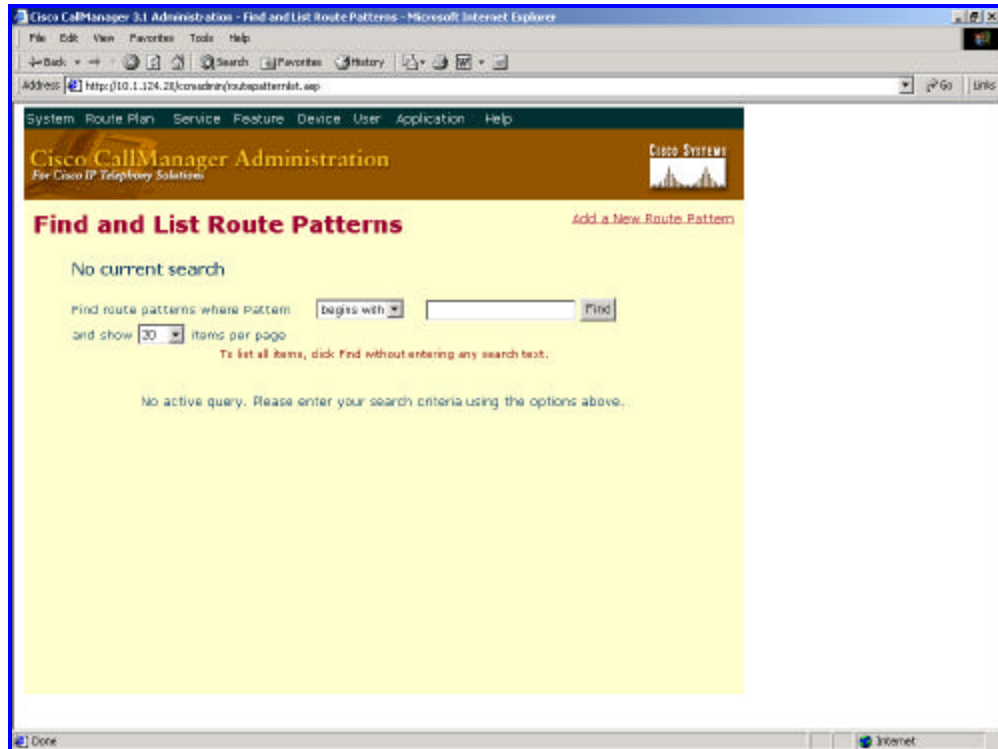 Cisco CallManager 3.1 Administration - Find and List Route Patterns - Microsoft Internet Explorer
File Edit View Favorites Tools Help
Back Search Favorites History
Address http://10.1.124.28/ccmadmin/routepatternlist.asp Go Links
System Route Plan Service Feature Device User Application Help
Cisco CallManager Administration
For Cisco IP Telephony Solutions
CISCO SYSTEMS
Find and List Route Patterns
Add a New Route Pattern
No current search
Find route patterns where Pattern begins with Find
and show 20 items per page
To list all items, click Find without entering any search text.
No active query. Please enter your search criteria using the options above.
Done Internet